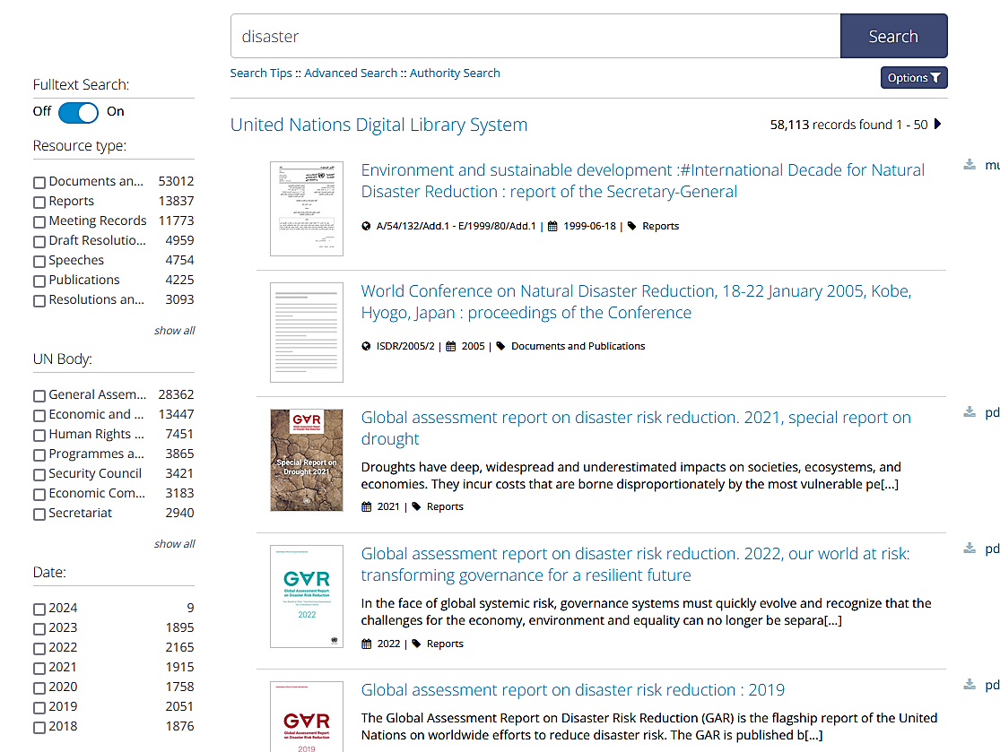 disaster
Search
Search Tips :: Advanced Search :: Authority Search
Options
Fulltext Search:
Off On
Resource type:
Documents an... 53012
Reports 13837
Meeting Records 11773
Draft Resolutio... 4959
Speeches 4754
Publications 4225
Resolutions an... 3093
show all
UN Body:
General Assem... 28362
Economic and ... 13447
Human Rights ... 7451
Programmes a... 3865
Security Council 3421
Economic Com... 3183
Secretariat 2940
show all
Date:
2024 9
2023 1895
2022 2165
2021 1915
2020 1758
2019 2051
2018 1876
United Nations Digital Library System
58,113 records found 1 - 50
Environment and sustainable development :#International Decade for Natural
Disaster Reduction : report of the Secretary-General
A/54/132/Add.1 - E/1999/80/Add.1 | 1999-06-18 | Reports
mu
World Conference on Natural Disaster Reduction, 18-22 January 2005, Kobe,
Hyogo, Japan : proceedings of the Conference
ISDR/2005/2 | 2005 | Documents and Publications
GAR
Special Report on
Drought 2021
Global assessment report on disaster risk reduction. 2021, special report on
drought
Droughts have deep, widespread and underestimated impacts on societies, ecosystems, and
economies. They incur costs that are borne disproportionately by the most vulnerable pe[...]
2021 | Reports
pd
GAR
Global Assessment Report
on Disaster Risk Reduction
2022
Global assessment report on disaster risk reduction. 2022, our world at risk:
transforming governance for a resilient future
In the face of global systemic risk, governance systems must quickly evolve and recognize that the
challenges for the economy, environment and equality can no longer be separa[...]
2022 | Reports
pd
GAR
Global Assessment Report
on Disaster Risk Reduction
2019
Global assessment report on disaster risk reduction : 2019
The Global Assessment Report on Disaster Risk Reduction (GAR) is the flagship report of the United
Nations on worldwide efforts to reduce disaster risk. The GAR is published b[...]
pd